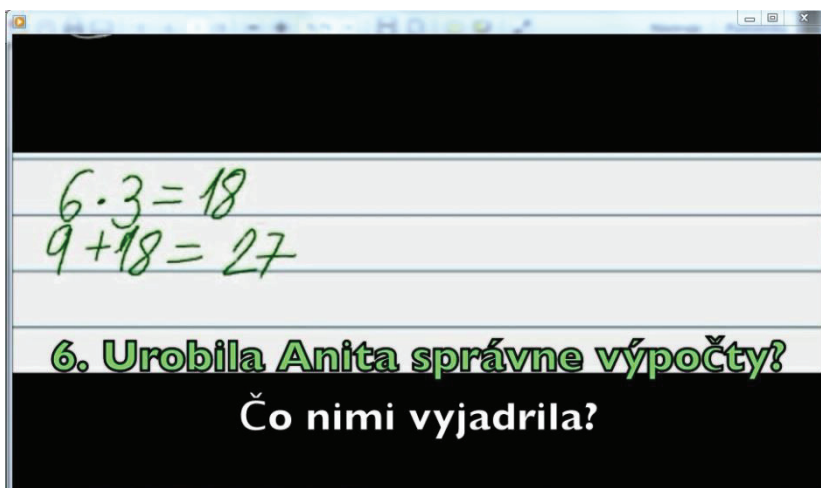 6 · 3 = 18
9 + 18 = 27
6. Urobila Anita správne výpočty?
Čo nimi vyjadrila?